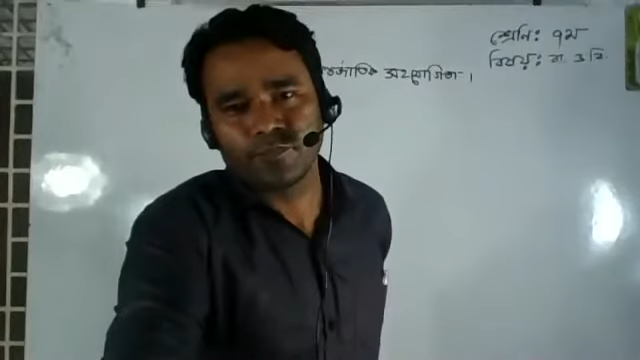 শ্রেণি: ৭ম
বিষয়: বা. ও বি.
সহযোগিতা।